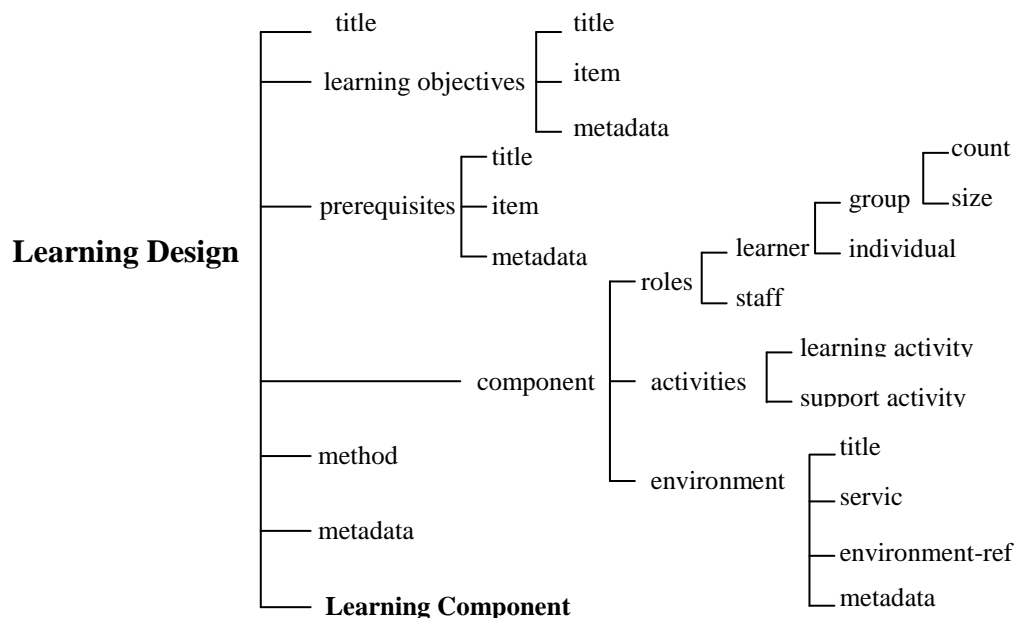 Learning Design
title
learning objectives
title
item
metadata
prerequisites
title
item
metadata
component
roles
learner
group
count
size
individual
staff
activities
learning activity
support activity
environment
title
servic
environment-ref
metadata
method
metadata
Learning Component